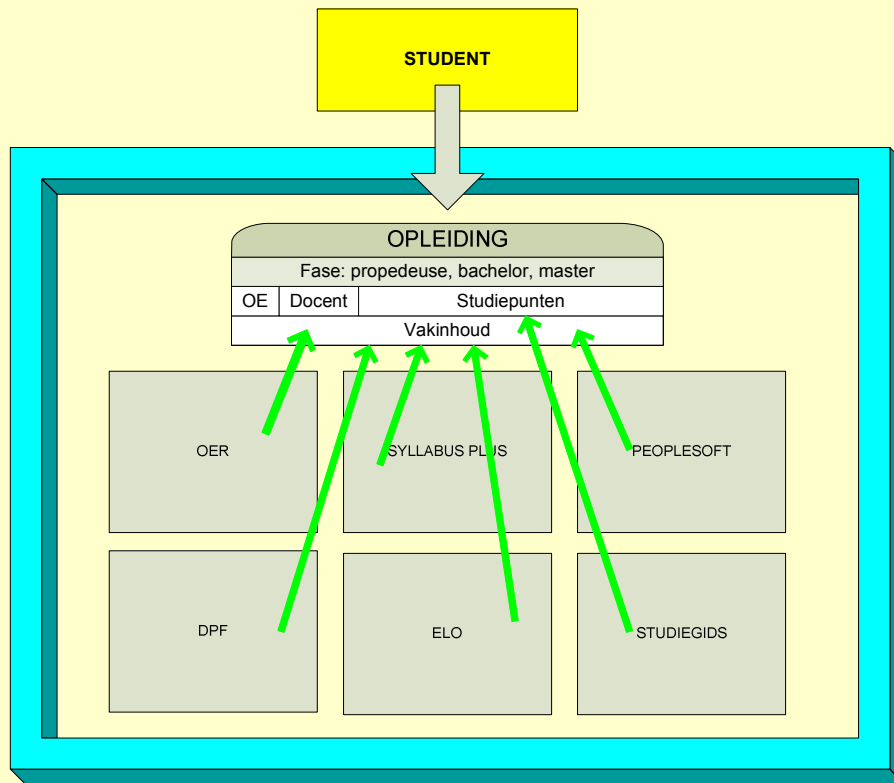 STUDENT
OPLEIDING
Fase: propedeuse, bachelor, master
OE Docent Studiepunten
Vakinhoud
OER SYLLABUS PLUS PEOPLESOFT
DPF ELO STUDIEGIDS